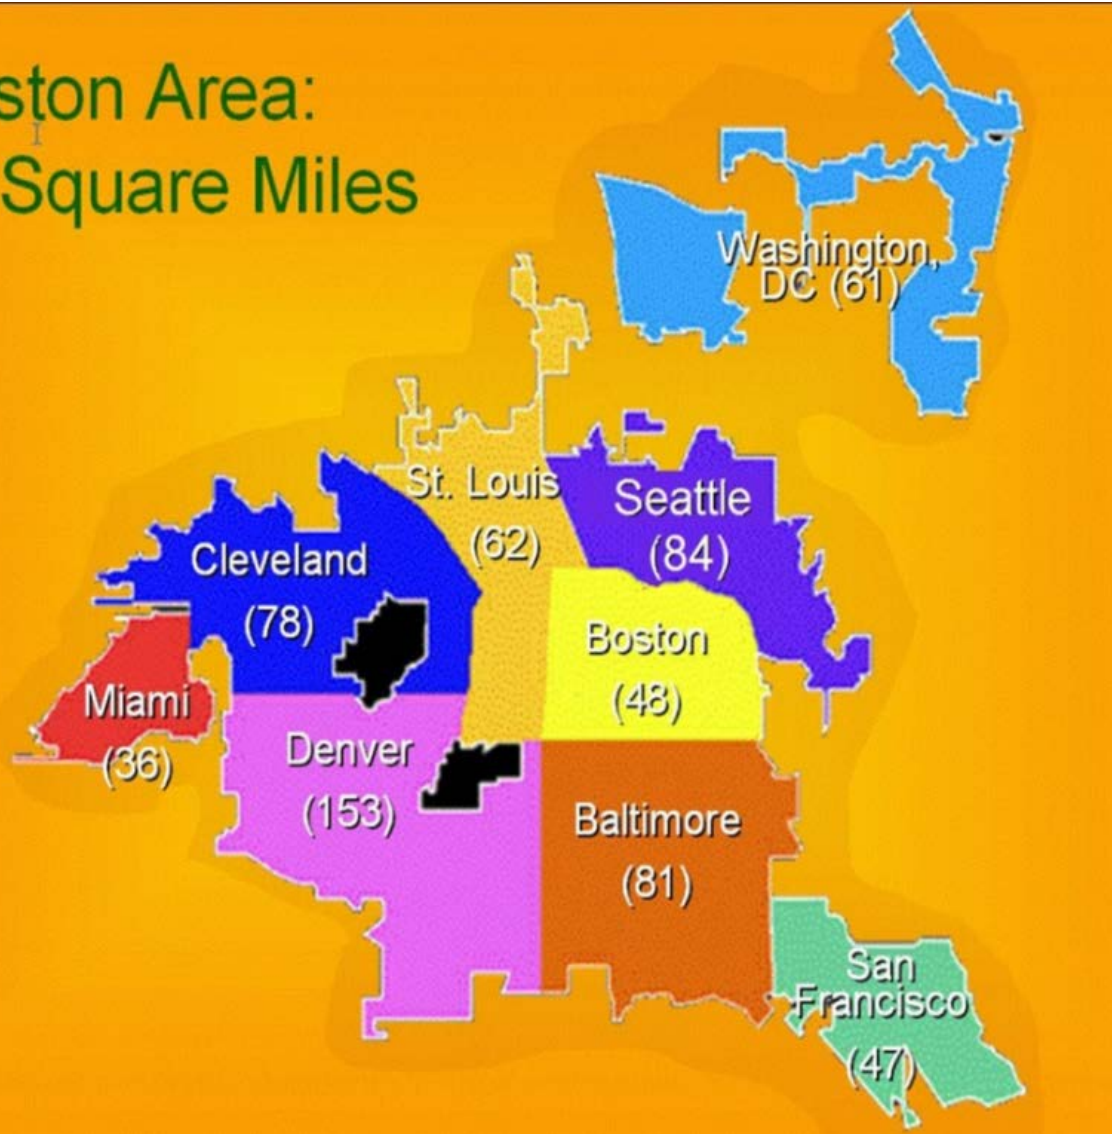 ston Area:
Square Miles
Washington,
DC (61)
St. Louis
(62)
Seattle
(84)
Cleveland
(78)
Boston
(48)
Miami
(36)
Denver
(153)
Baltimore
(81)
San
Francisco
(47)